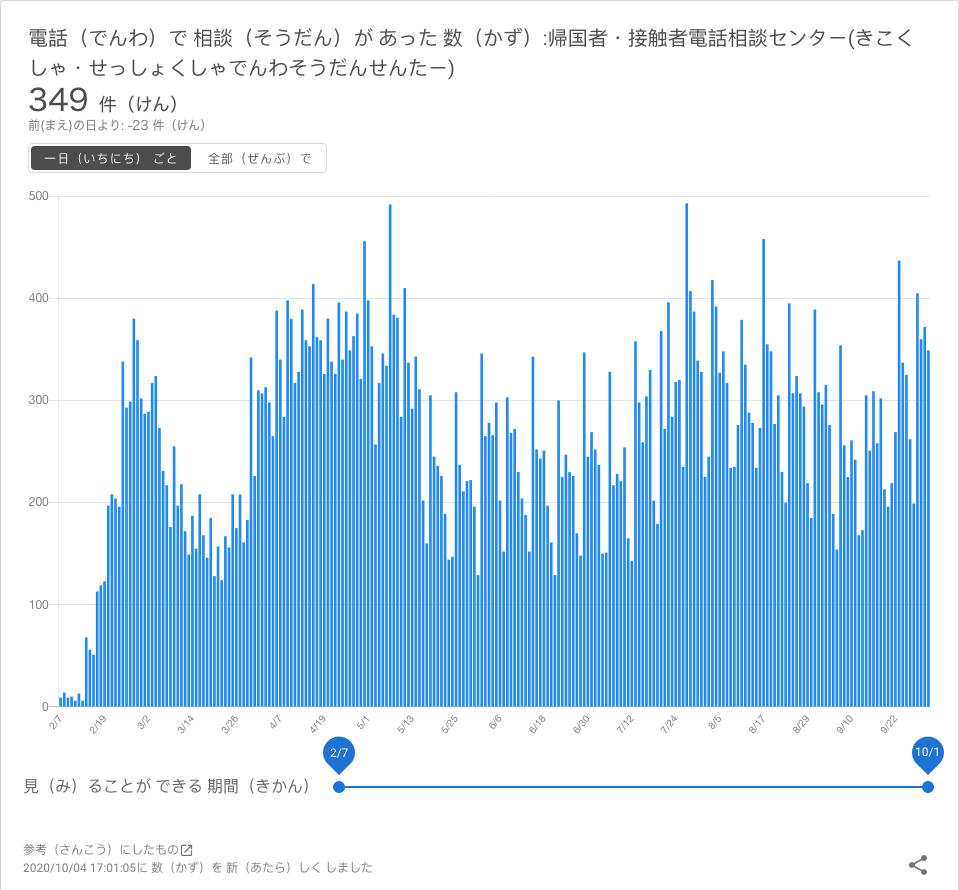 電話（でんわ）で 相談（そうだん）が あった 数（かず）:帰国者・接触者電話相談センター(きこく
しゃ・せっしょくしゃでんわそうだんせんたー)
349 件（けん）
前(まえ)の日より: -23 件（けん）
一日（いちにち） ごと 全部（ぜんぶ）で
500
400
300
200
100
0
2/7 2/19 3/2 3/14 3/26 4/7 4/19 5/1 5/13 5/25 6/6 6/18 6/30 7/12 7/24 8/5 8/17 8/29 9/10 9/22
2/7 10/1
見（み）ることが できる 期間（きかん）
参考（さんこう）にしたもの
2020/10/04 17:01:05に 数（かず）を 新（あたら）しく しました